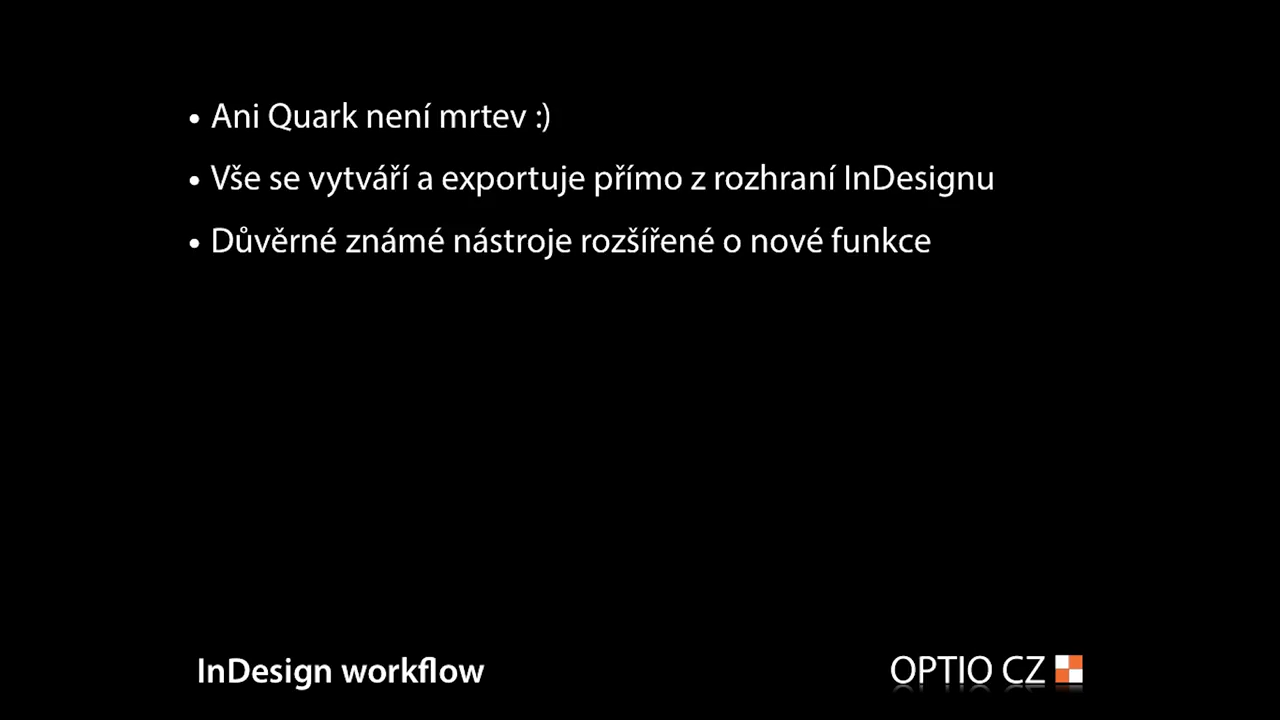 • Ani Quark není mrtev :)
• Vše se vytváří a exportuje přímo z rozhraní InDesignu
• Důvěrné známé nástroje rozšířené o nové funkce
InDesign workflow
OPTIO CZ